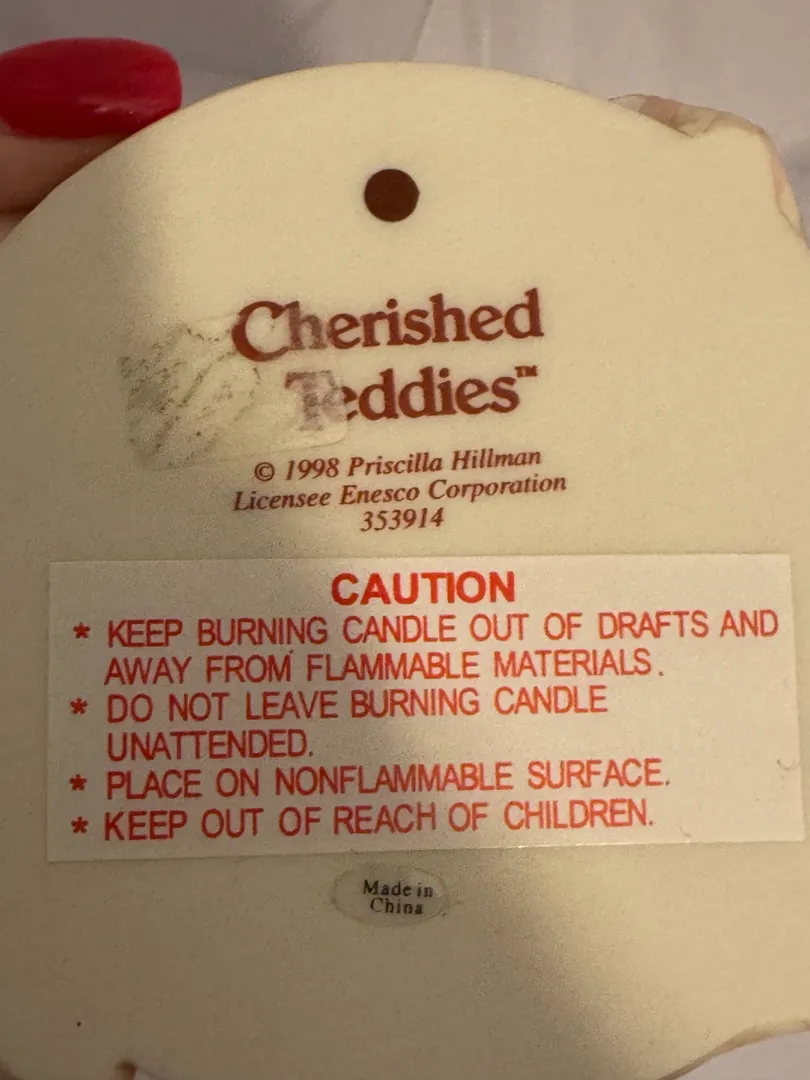 Cherished
Teddies™
© 1998 Priscilla Hillman
Licensee Enesco Corporation
353914
CAUTION
* KEEP BURNING CANDLE OUT OF DRAFTS AND
AWAY FROM FLAMMABLE MATERIALS.
* DO NOT LEAVE BURNING CANDLE
UNATTENDED.
* PLACE ON NONFLAMMABLE SURFACE.
* KEEP OUT OF REACH OF CHILDREN.
Made in
China